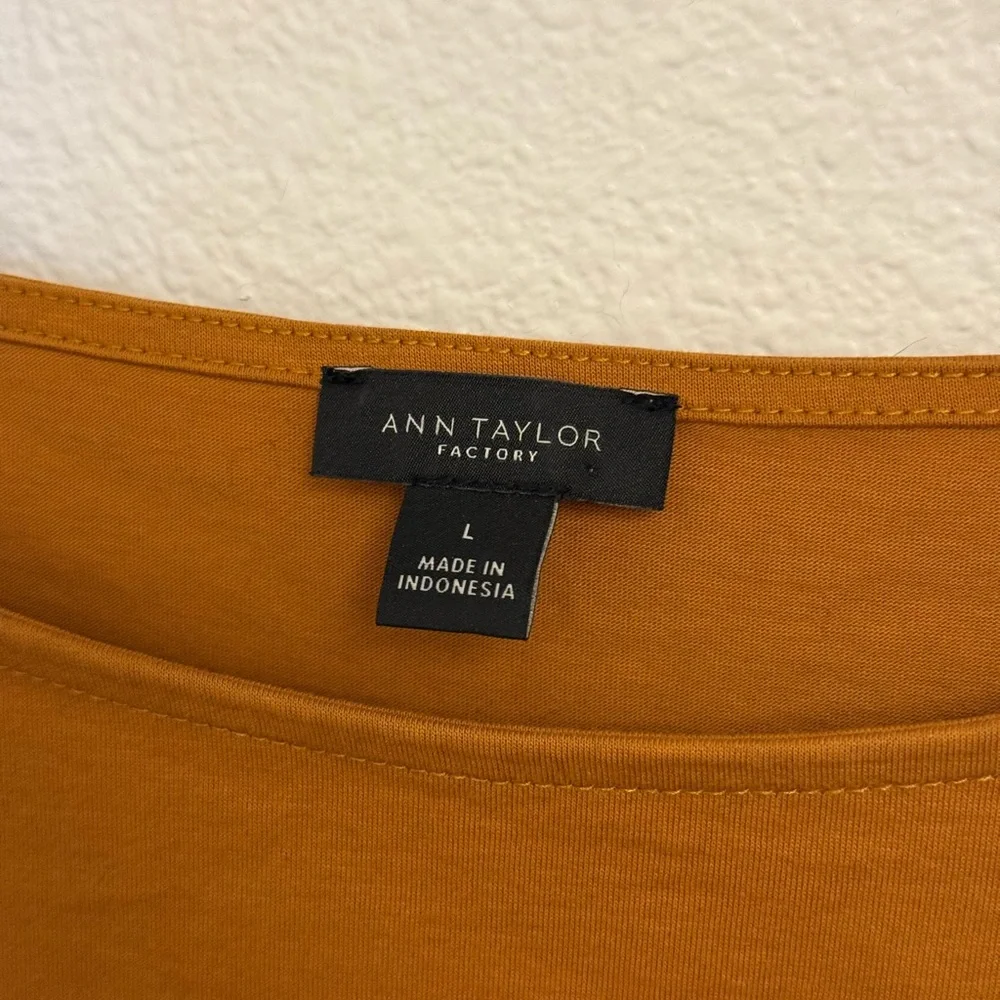 ANN TAYLOR
FACTORY
L
MADE IN
INDONESIA